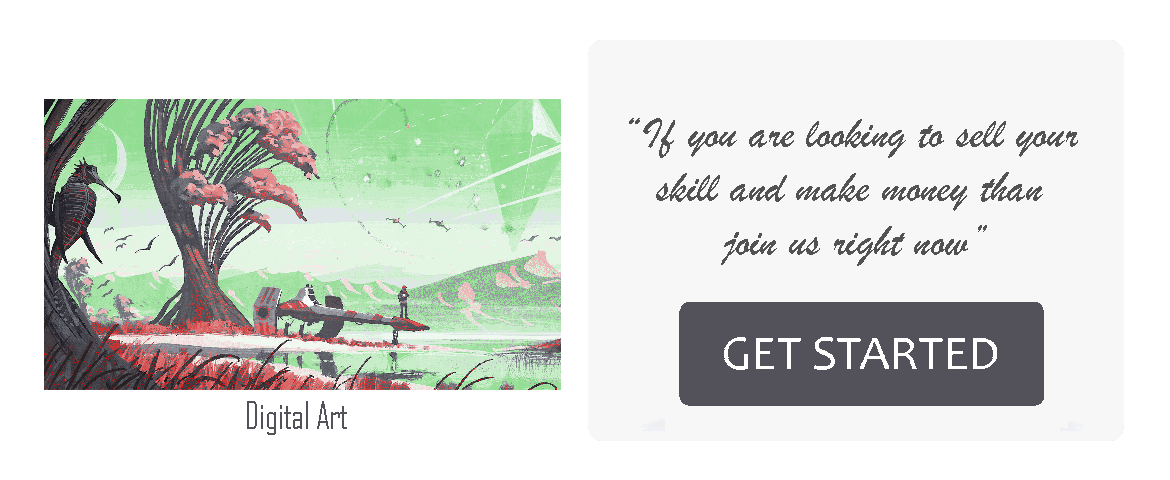 Digital Art
“If you are looking to sell your
skill and make money than
join us right now”
GET STARTED